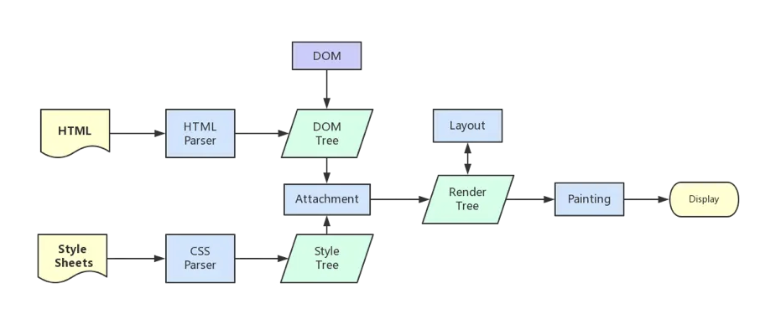 DOM
HTML
HTML
Parser
DOM
Tree
Layout
Attachment
Render
Tree
Painting
Display
Style
Sheets
CSS
Parser
Style
Tree